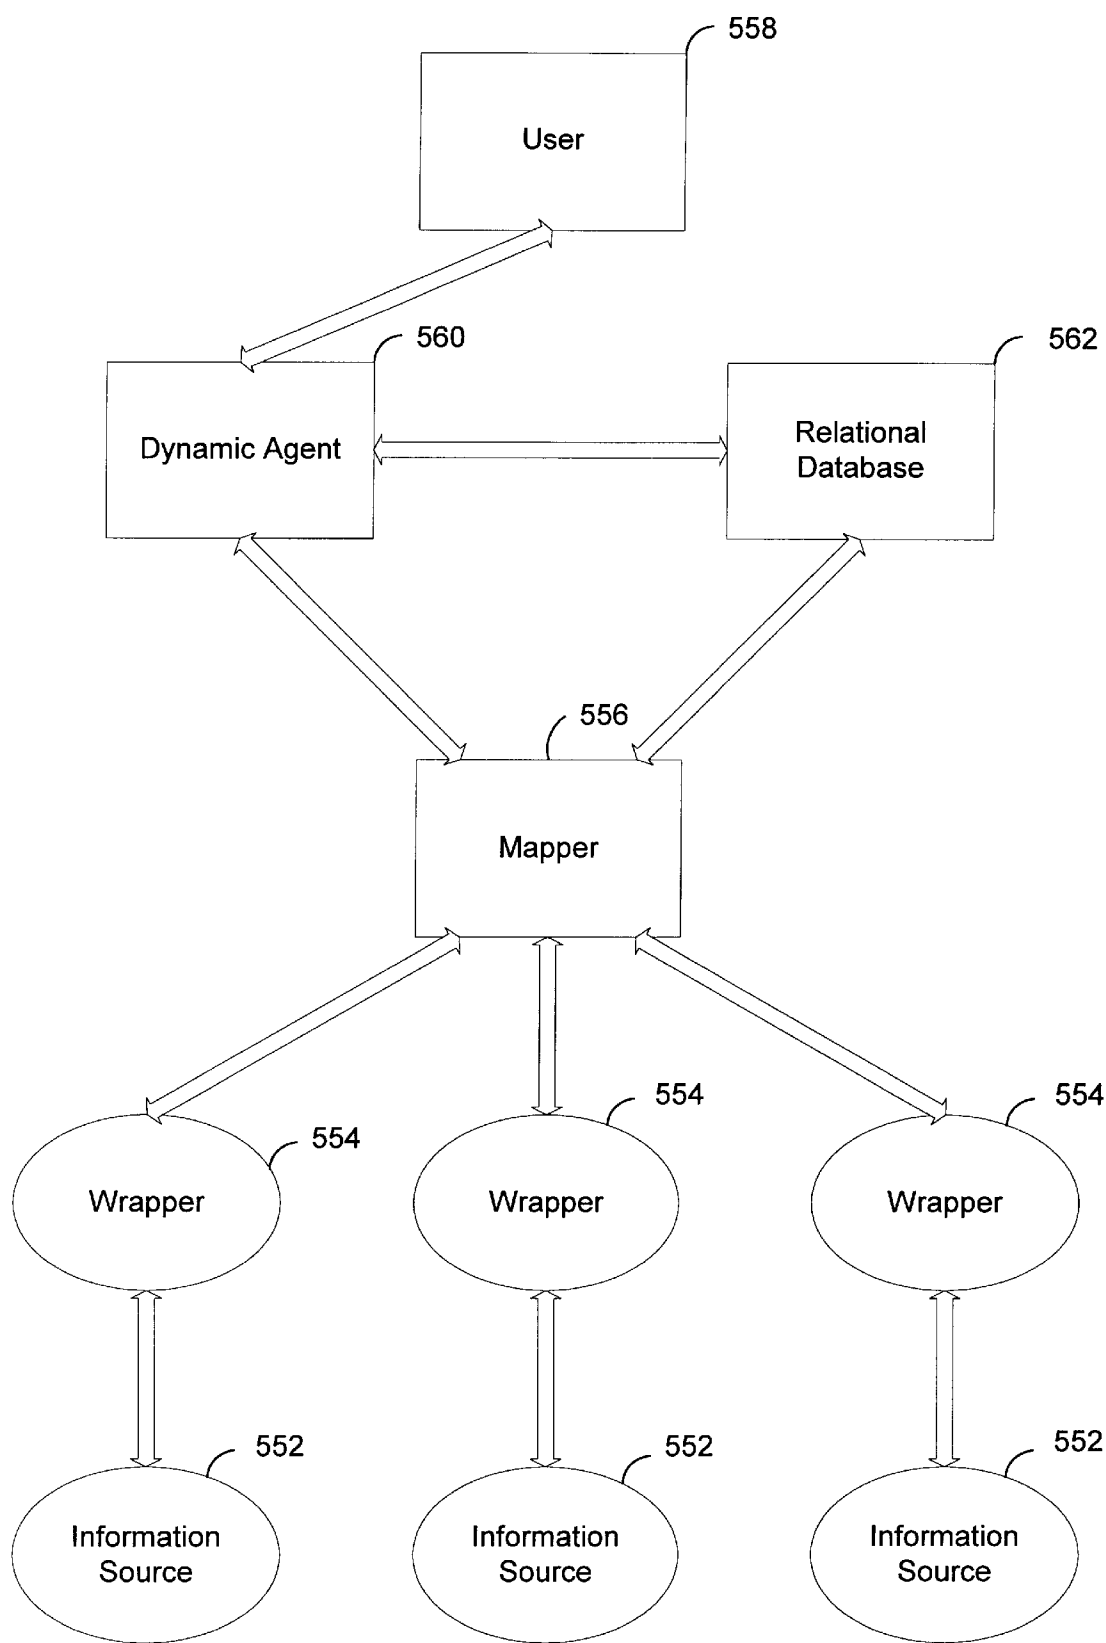 558
User
560
562
Dynamic Agent
Relational
Database
556
Mapper
554
554
554
Wrapper
Wrapper
Wrapper
552
552
552
Information
Source
Information
Source
Information
Source